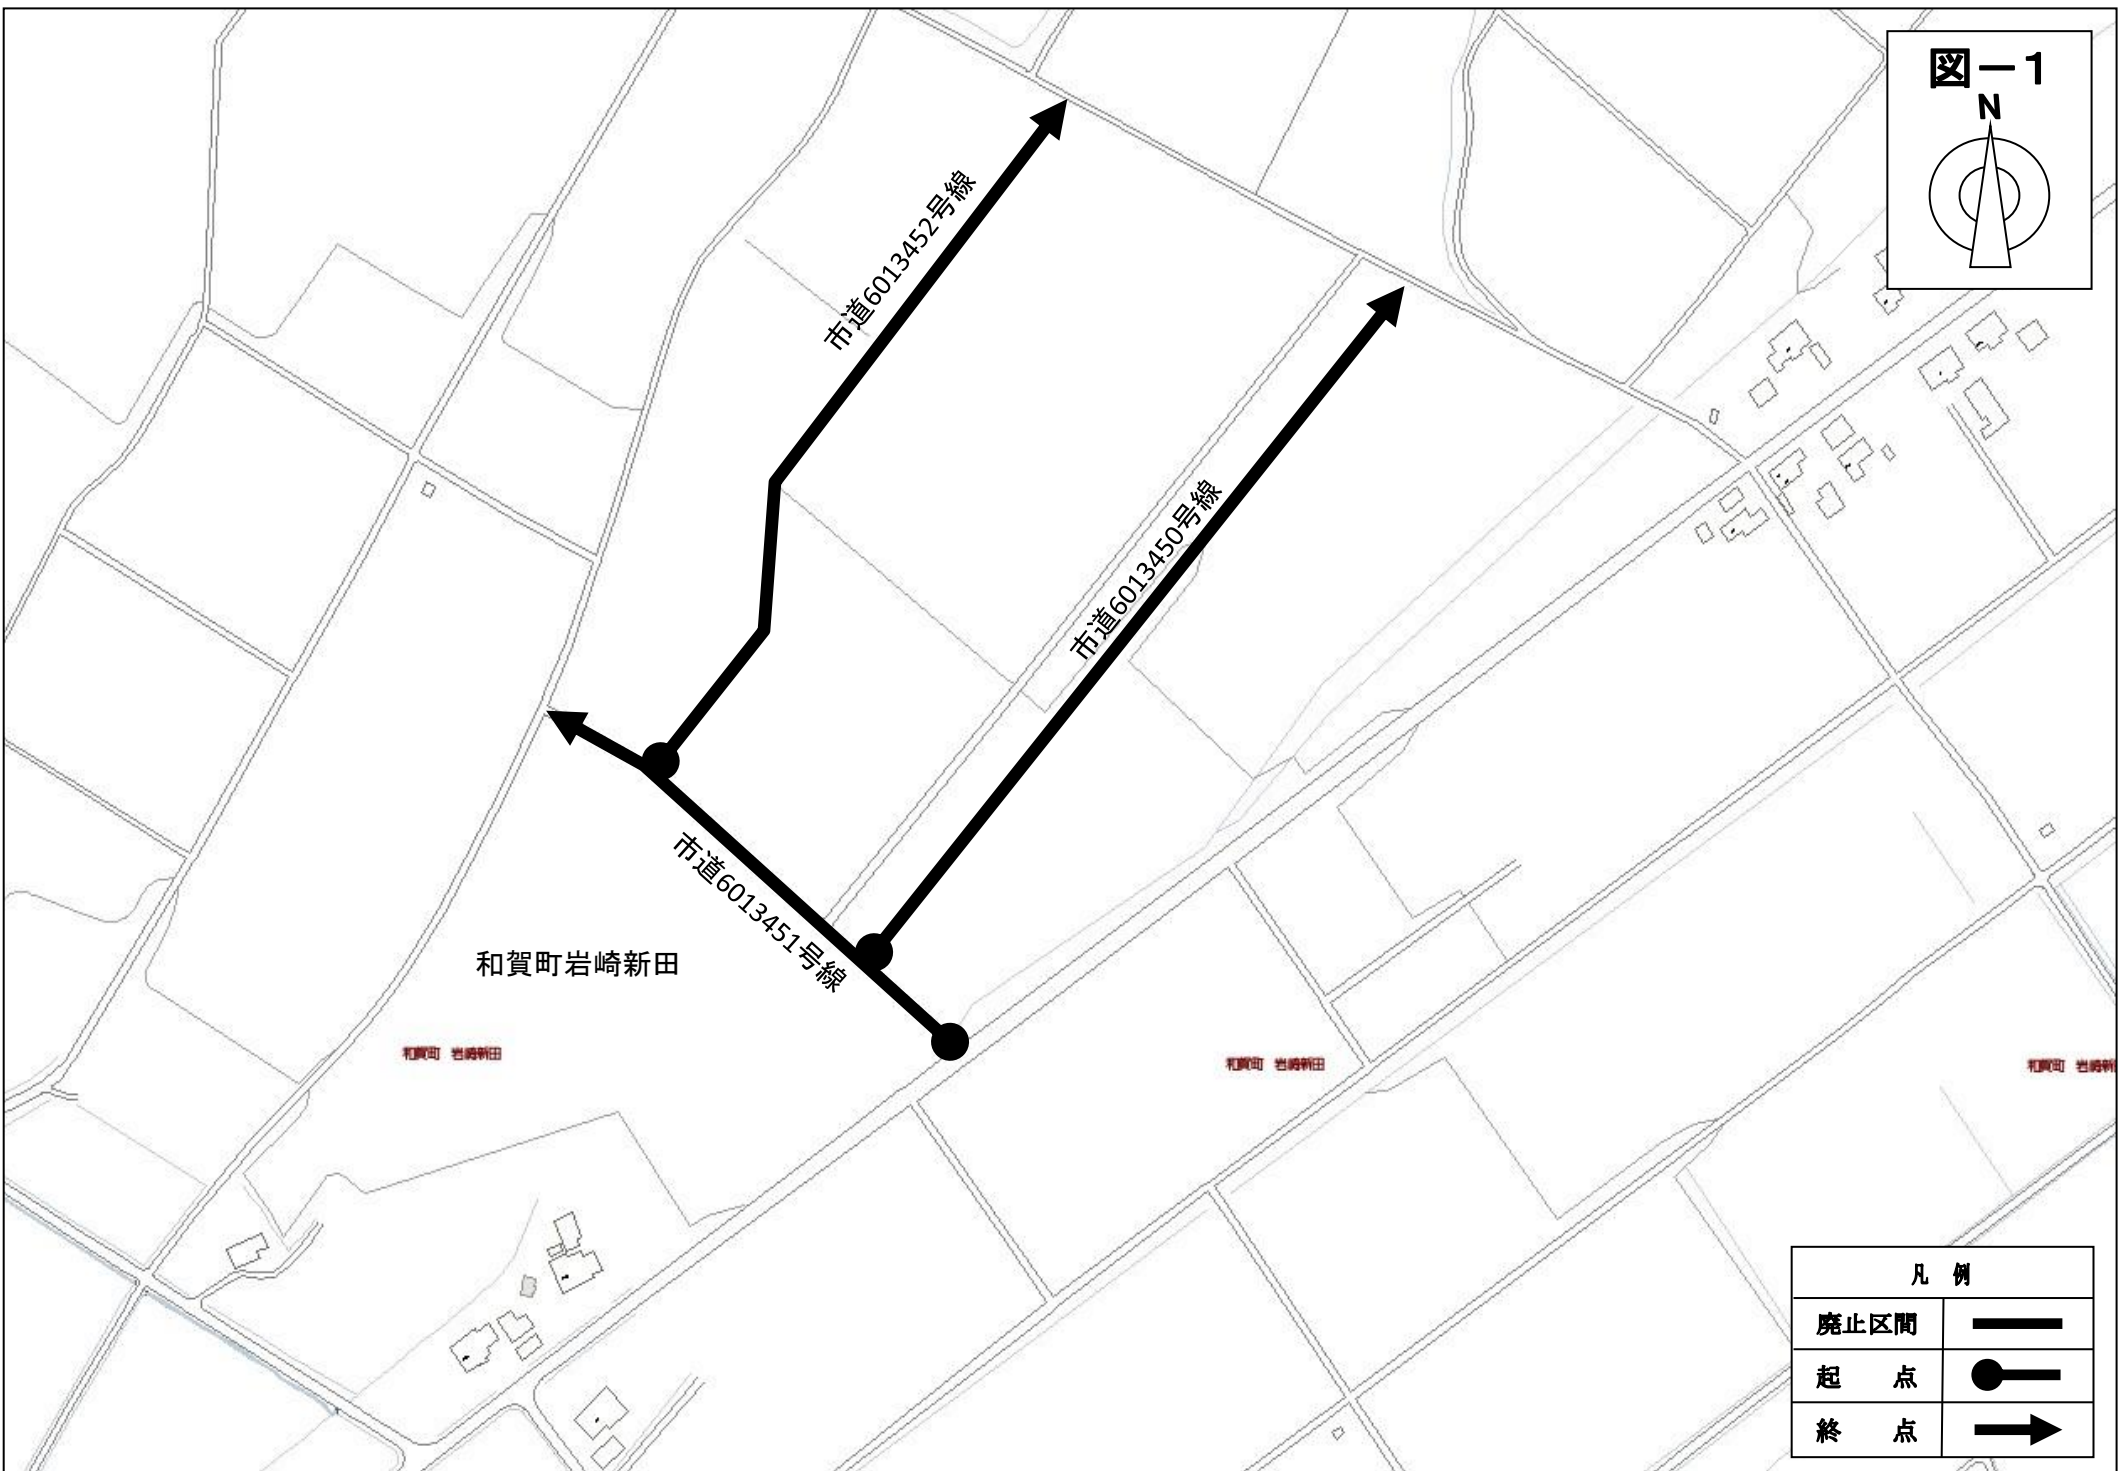 図－1
N
市道6013452号線
市道6013450号線
市道6013451号線
和賀町岩崎新田
和賀町 岩崎新田
和賀町 岩崎新田
和賀町 岩崎新
凡 例
廃止区間
起 点
終 点